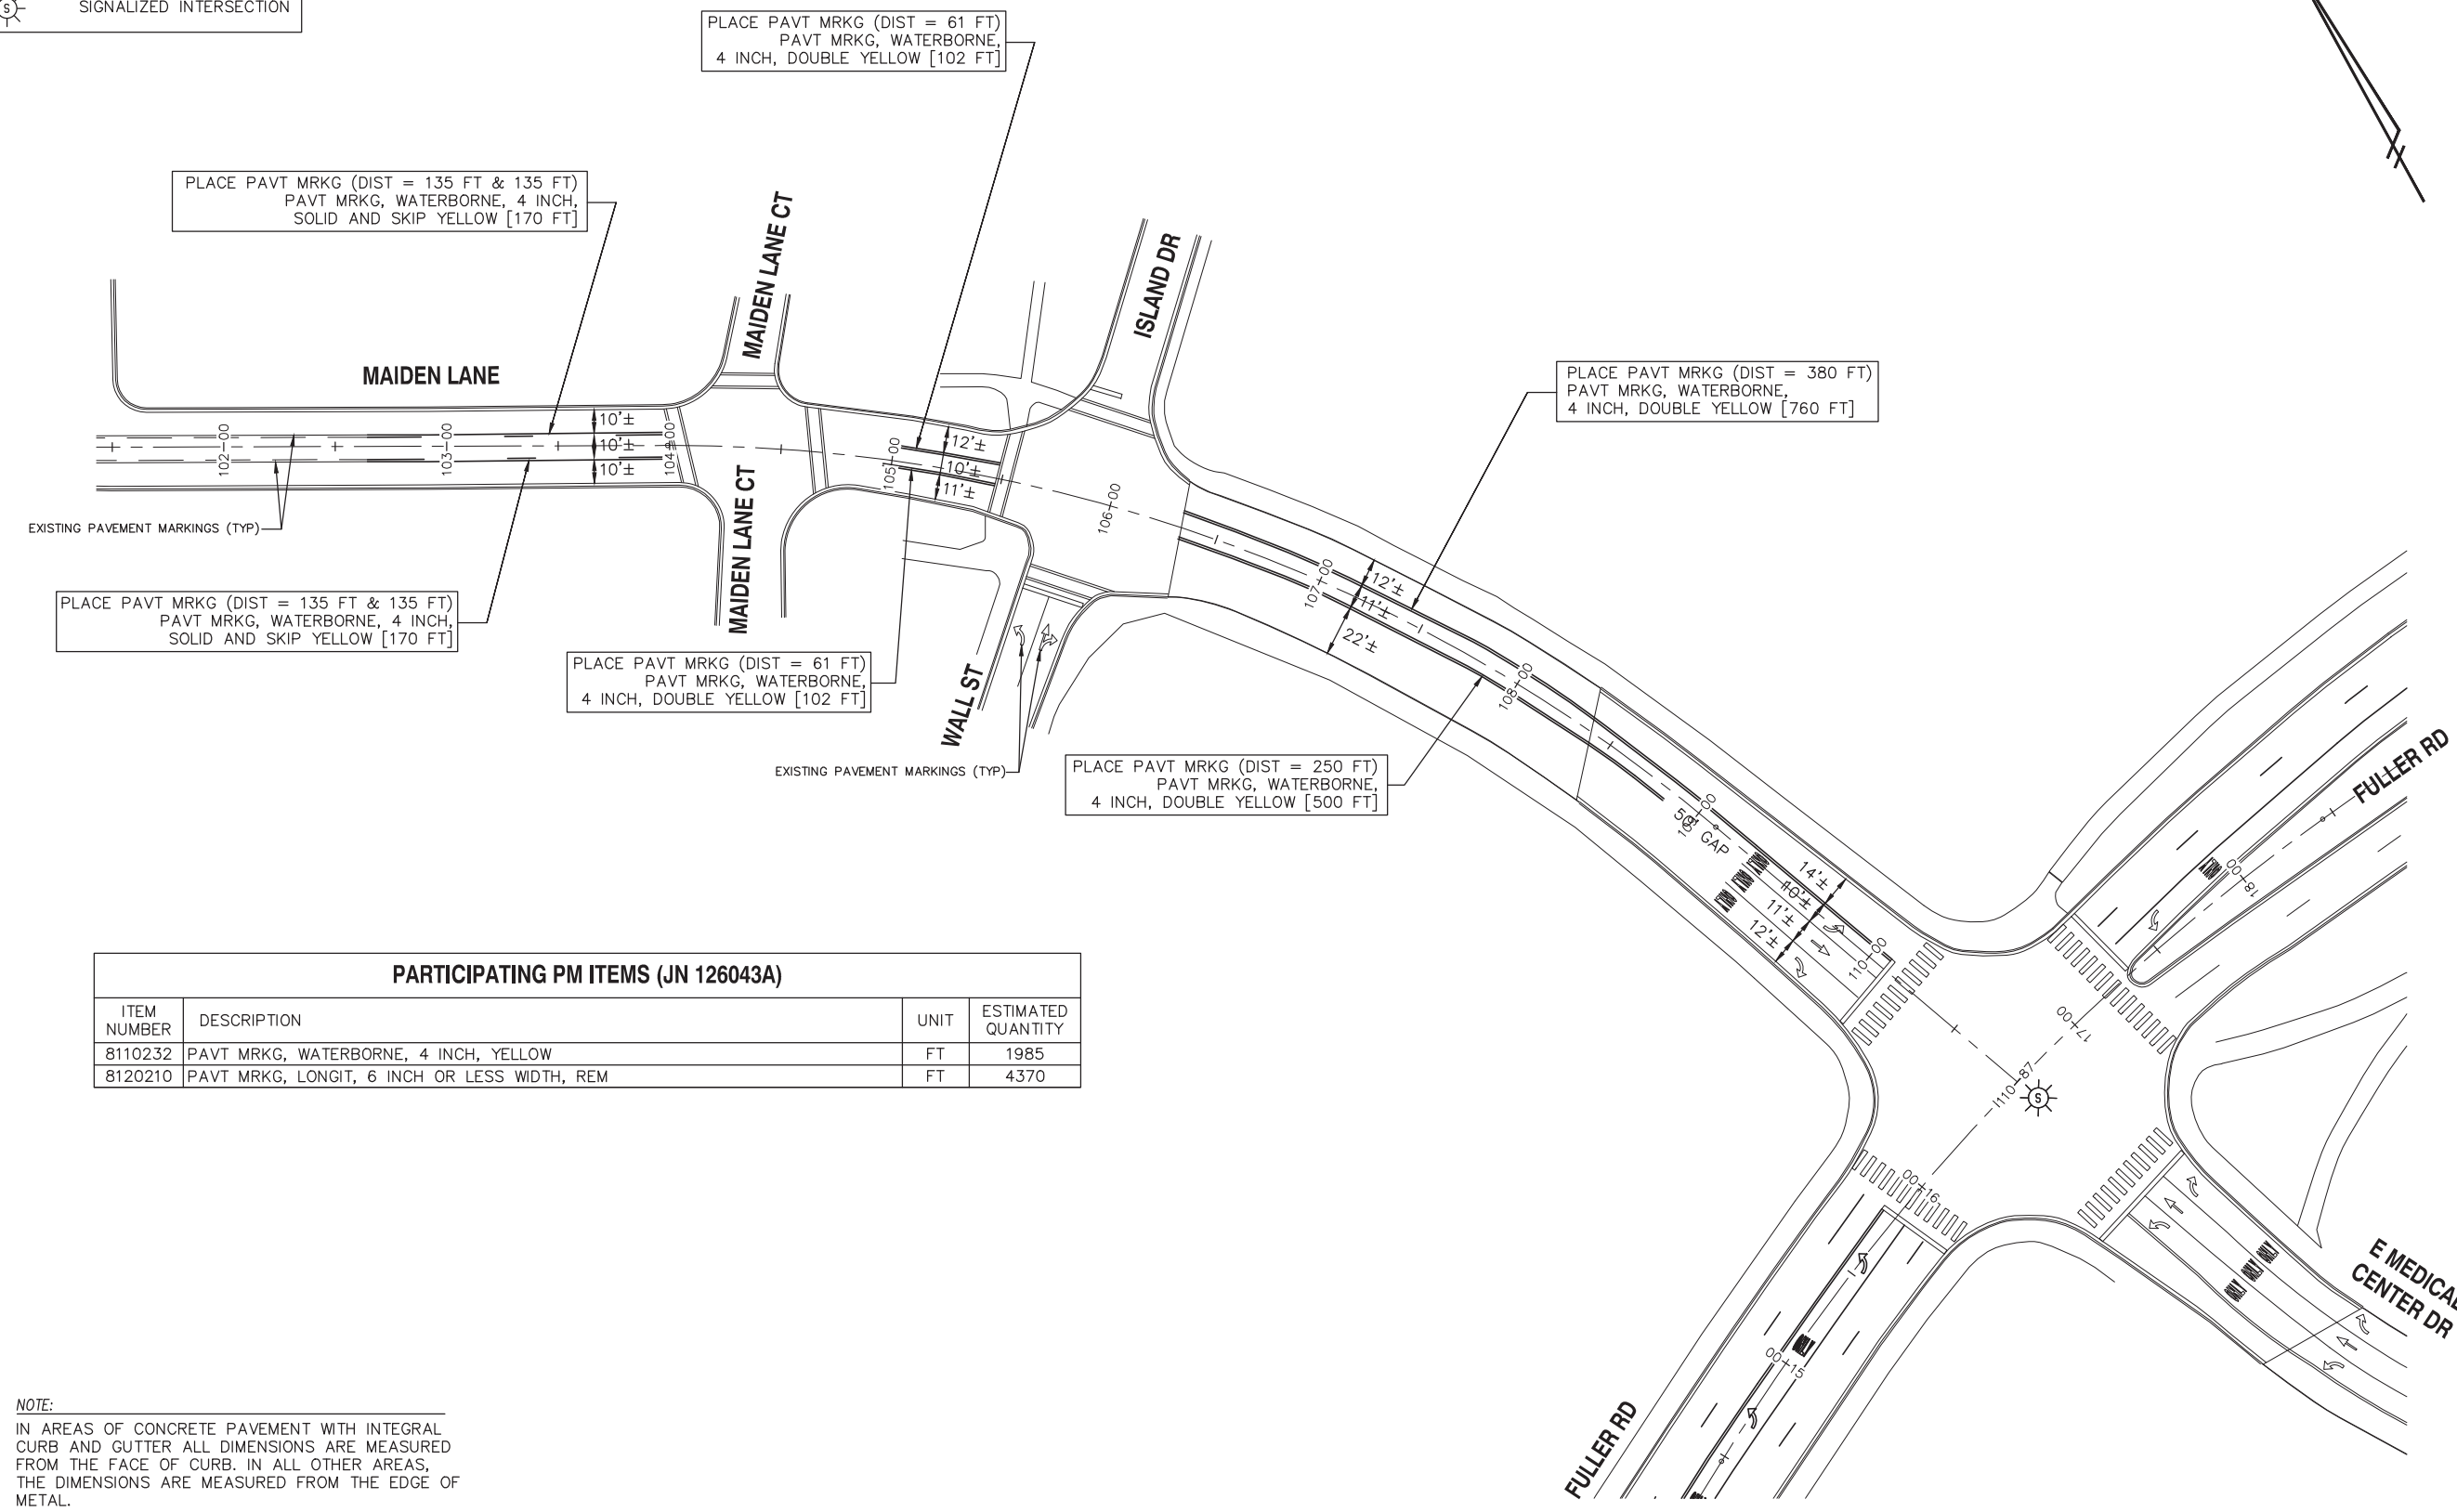 SIGNALIZED INTERSECTION
S
PLACE PAVT MRKG (DIST = 61 FT)
PAVT MRKG, WATERBORNE,
4 INCH, DOUBLE YELLOW [102 FT]
PLACE PAVT MRKG (DIST = 135 FT & 135 FT)
PAVT MRKG, WATERBORNE, 4 INCH,
SOLID AND SKIP YELLOW [170 FT]
MAIDEN LANE CT
ISLAND DR
MAIDEN LANE
PLACE PAVT MRKG (DIST = 380 FT)
PAVT MRKG, WATERBORNE,
4 INCH, DOUBLE YELLOW [760 FT]
102+00
103+00
104+00
10'±
10'±
10'±
105+00
12'±
10'±
11'±
106+00
EXISTING PAVEMENT MARKINGS (TYP)
MAIDEN LANE CT
107+00
12'±
11'±
22'±
PLACE PAVT MRKG (DIST = 135 FT & 135 FT)
PAVT MRKG, WATERBORNE, 4 INCH,
SOLID AND SKIP YELLOW [170 FT]
PLACE PAVT MRKG (DIST = 61 FT)
PAVT MRKG, WATERBORNE,
4 INCH, DOUBLE YELLOW [102 FT]
WALL ST
108+00
EXISTING PAVEMENT MARKINGS (TYP)
PLACE PAVT MRKG (DIST = 250 FT)
PAVT MRKG, WATERBORNE,
4 INCH, DOUBLE YELLOW [500 FT]
FULLER RD
50' GAP
14'±
10'±
11'±
12'±
110+00
18+00
17+00
110+87
S
00+16
00+15
E MEDICAL
CENTER DR
FULLER RD
PARTICIPATING PM ITEMS (JN 126043A)
ITEM NUMBER DESCRIPTION UNIT ESTIMATED QUANTITY
8110232 PAVT MRKG, WATERBORNE, 4 INCH, YELLOW FT 1985
8120210 PAVT MRKG, LONGIT, 6 INCH OR LESS WIDTH, REM FT 4370
NOTE:
IN AREAS OF CONCRETE PAVEMENT WITH INTEGRAL
CURB AND GUTTER ALL DIMENSIONS ARE MEASURED
FROM THE FACE OF CURB. IN ALL OTHER AREAS,
THE DIMENSIONS ARE MEASURED FROM THE EDGE OF
METAL.